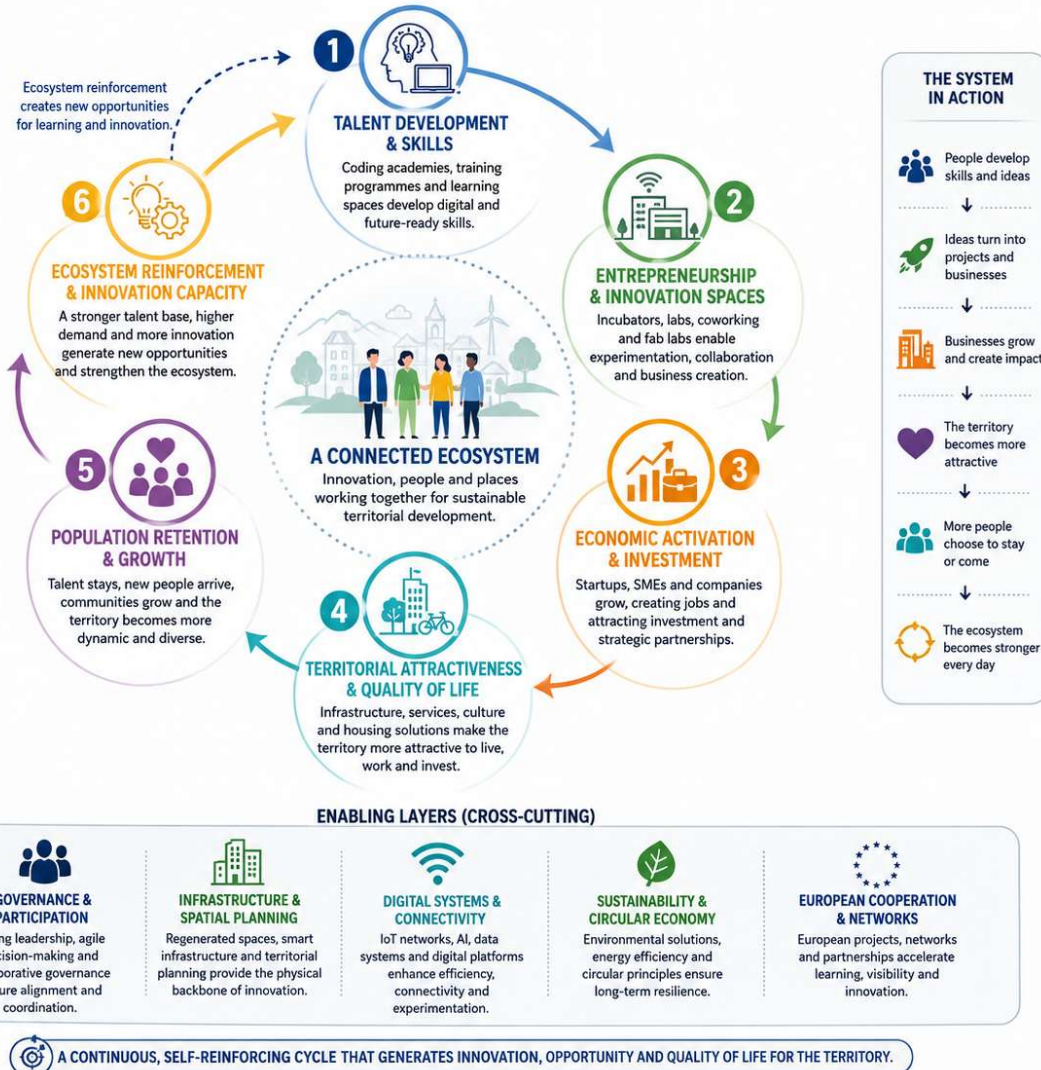 Ecosystem reinforcement
creates new opportunities
for learning and innovation.
1
TALENT DEVELOPMENT
& SKILLS
Coding academies, training
programmes and learning
spaces develop digital and
future-ready skills.
2
ENTREPRENEURSHIP
& INNOVATION SPACES
Incubators, labs, coworking
and fab labs enable
experimentation, collaboration
and business creation.
3
ECONOMIC ACTIVATION
& INVESTMENT
Startups, SMEs and companies
grow, creating jobs and
attracting investment and
strategic partnerships.
4
TERRITORIAL ATTRACTIVENESS
& QUALITY OF LIFE
Infrastructure, services, culture
and housing solutions make the
territory more attractive to live,
work and invest.
5
POPULATION RETENTION
& GROWTH
Talent stays, new people arrive,
communities grow and the
territory becomes more
dynamic and diverse.
6
ECOSYSTEM REINFORCEMENT
& INNOVATION CAPACITY
A stronger talent base, higher
demand and more innovation
generate new opportunities
and strengthen the ecosystem.
A CONNECTED ECOSYSTEM
Innovation, people and places
working together for sustainable
territorial development.
THE SYSTEM
IN ACTION
People develop
skills and ideas
Ideas turn into
projects and
businesses
Businesses grow
and create impact
The territory
becomes more
attractive
More people
choose to stay
or come
The ecosystem
becomes stronger
every day
ENABLING LAYERS (CROSS-CUTTING)
OVERNANCE &
ARTICIPATION
ng leadership, agile
cision-making and
borative governance
ure alignment and
coordination.
INFRASTRUCTURE &
SPATIAL PLANNING
Regenerated spaces, smart
infrastructure and territorial
planning provide the physical
backbone of innovation.
DIGITAL SYSTEMS &
CONNECTIVITY
IoT networks, AI, data
systems and digital platforms
enhance efficiency,
connectivity and
experimentation.
SUSTAINABILITY &
CIRCULAR ECONOMY
Environmental solutions,
energy efficiency and
circular principles ensure
long-term resilience.
EUROPEAN COOPERATION
& NETWORKS
European projects, networks
and partnerships accelerate
learning, visibility and
innovation.
A CONTINUOUS, SELF-REINFORCING CYCLE THAT GENERATES INNOVATION, OPPORTUNITY AND QUALITY OF LIFE FOR THE TERRITORY.